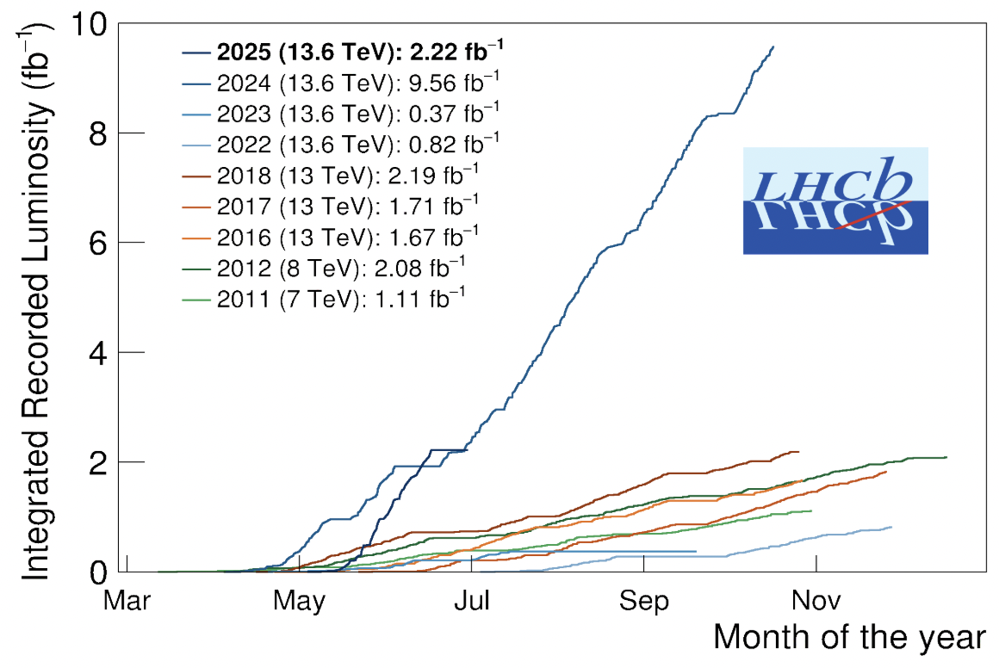 Integrated Recorded Luminosity (fb⁻¹)
10
8
6
4
2
0
2025 (13.6 TeV): 2.22 fb⁻¹
2024 (13.6 TeV): 9.56 fb⁻¹
2023 (13.6 TeV): 0.37 fb⁻¹
2022 (13.6 TeV): 0.82 fb⁻¹
2018 (13 TeV): 2.19 fb⁻¹
2017 (13 TeV): 1.71 fb⁻¹
2016 (13 TeV): 1.67 fb⁻¹
2012 (8 TeV): 2.08 fb⁻¹
2011 (7 TeV): 1.11 fb⁻¹
LHCb
LHCb
Mar May Jul Sep Nov
Month of the year